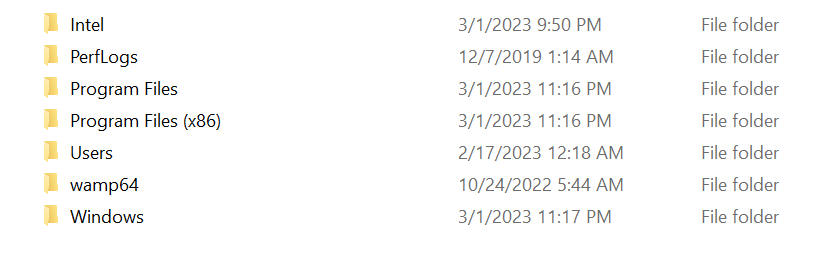 Intel 3/1/2023 9:50 PM File folder
PerfLogs 12/7/2019 1:14 AM File folder
Program Files 3/1/2023 11:16 PM File folder
Program Files (x86) 3/1/2023 11:16 PM File folder
Users 2/17/2023 12:18 AM File folder
wamp64 10/24/2022 5:44 AM File folder
Windows 3/1/2023 11:17 PM File folder